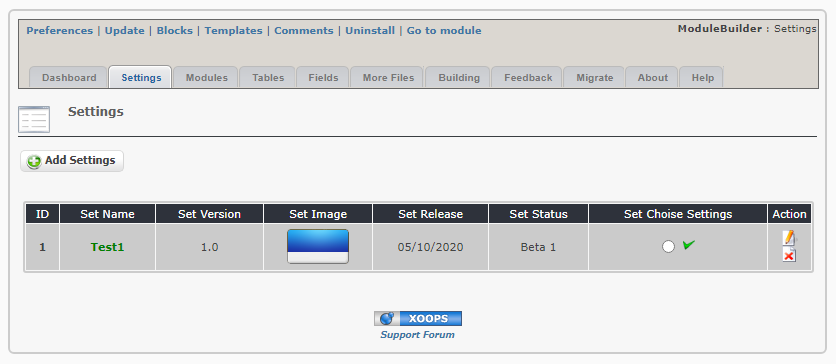 Preferences | Update | Blocks | Templates | Comments | Uninstall | Go to module
ModuleBuilder : Settings
Dashboard Settings Modules Tables Fields More Files Building Feedback Migrate About Help
Settings
Add Settings
ID Set Name Set Version Set Image Set Release Set Status Set Choise Settings Action
1 Test1 1.0 05/10/2020 Beta 1
XOOPS
Support Forum